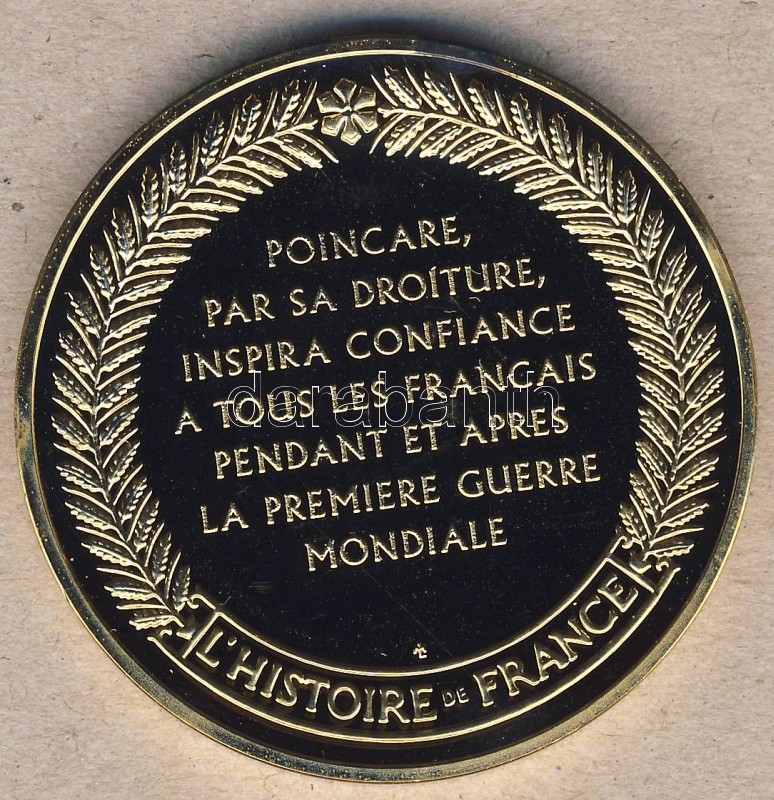 POINCARE,
PAR SA DROITURE,
INSPIRA CONFIANCE
A TOUS LES FRANCAIS
PENDANT ET APRES
LA PREMIERE GUERRE
MONDIALE
L'HISTOIRE DE FRANCE
darabanth